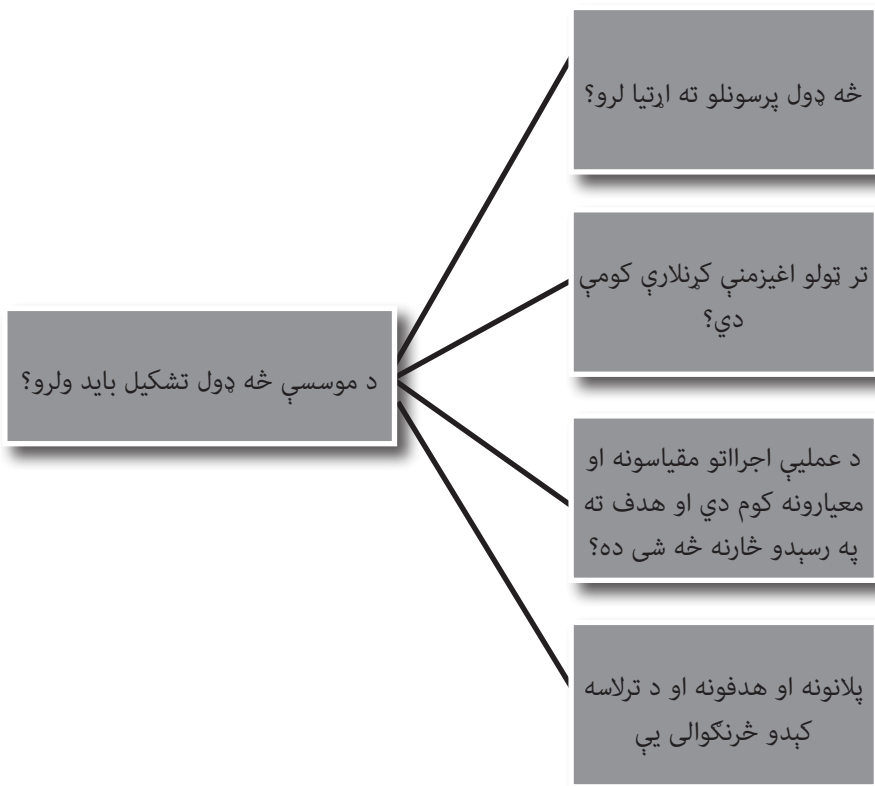 څه ډول پرسونلو ته اړتیا لرو؟
تر ټولو اغیزمنې کړنلارې کومې
دي؟
د موسسې څه ډول تشکیل باید ولرو؟
د عملیې اجرااتو مقیاسونه او
معیارونه کوم دي او هدف ته
په رسېدو څارنه څه شی ده؟
پلانونه او هدفونه او د ترلاسه
کېدو څرنګوالی یې